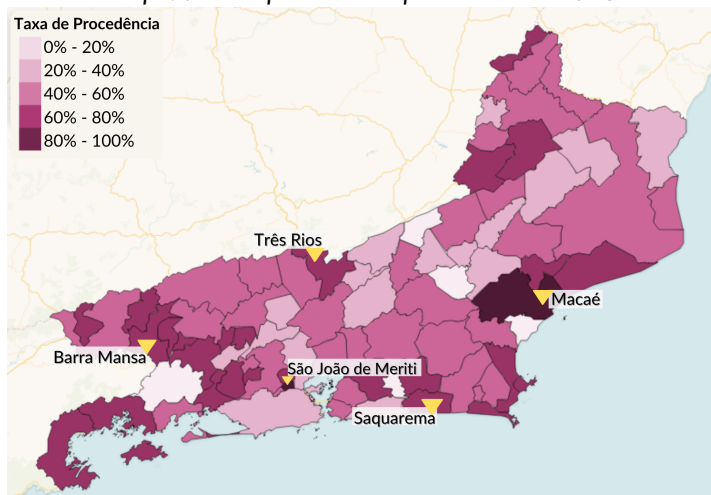 Taxa de Procedência
0% - 20%
20% - 40%
40% - 60%
60% - 80%
80% - 100%
Três Rios
Macaé
Barra Mansa
São João de Meriti
Saquarema